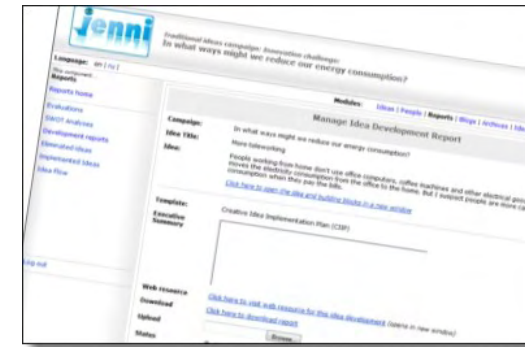 jenni
traditional ideas campaign: Innovation challenge:
In what ways might we reduce our energy consumption?
Language: en | ru |
This component...
Reports
Modules: Ideas | People | Reports | Blogs | Archives |
Reports home
Evaluations
SWOT analyses
Development reports
Eliminated ideas
Implemented Ideas
Idea Flow
Log out
Manage Idea Development Report
Campaign: In what ways might we reduce our energy consumption?
Idea Title: More teleworking
Idea: People working from home don't use office computers, coffee machines and other electrical
moves the electricity consumption from the office to the home. But I suspect people are more
consumption when they pay the bills.
Click here to open the idea and building blocks in a new window
Template: Creative Idea Implementation Plan (CIIP)
Executive
Summary
Web resource Click here to visit web resource for this idea development (opens in new window)
Download Click here to download report
Upload Browse...
Status